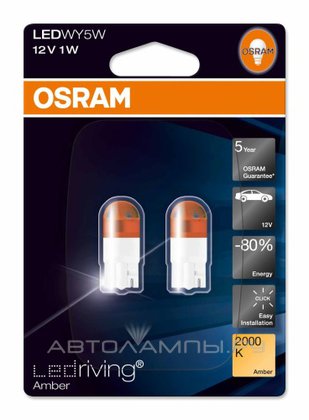 LEDWY5W
12V 1W
OSRAM
OSRAM
5
Year
OSRAM
Guarantee*
12V
-80%
Energy
CLICK
Easy
Installation
2000
K
Amber
АВТОЛАМПЫ
LEDriving®
Amber